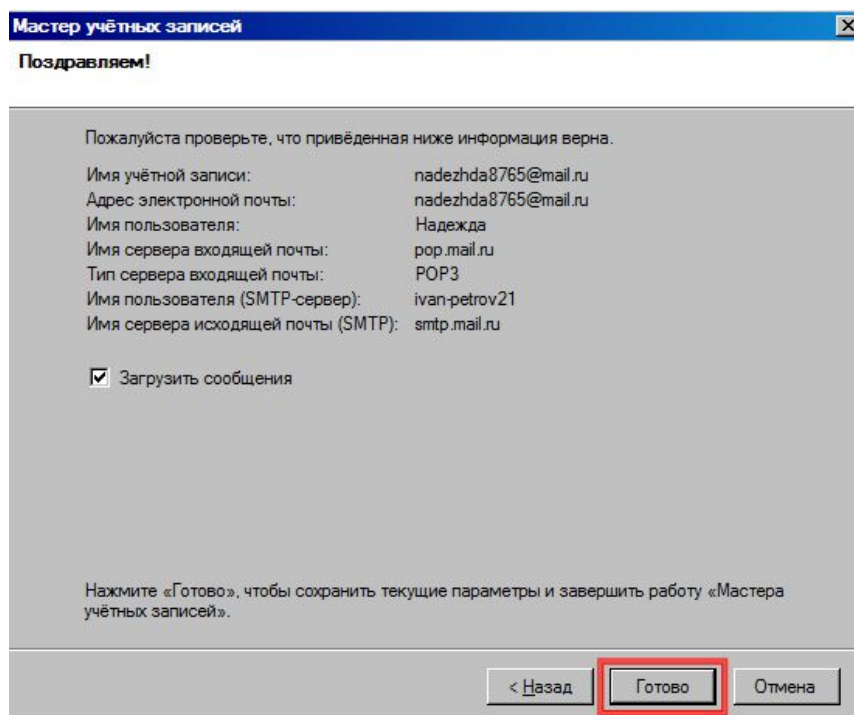 Мастер учётных записей
Поздравляем!
Пожалуйста проверьте, что приведённая ниже информация верна.
Имя учётной записи: nadezhda8765@mail.ru
Адрес электронной почты: nadezhda8765@mail.ru
Имя пользователя: Надежда
Имя сервера входящей почты: pop.mail.ru
Тип сервера входящей почты: POP3
Имя пользователя (SMTP-сервер): ivan-petrov21
Имя сервера исходящей почты (SMTP): smtp.mail.ru
Загрузить сообщения
Нажмите «Готово», чтобы сохранить текущие параметры и завершить работу «Мастера
учётных записей».
< Назад Готово Отмена